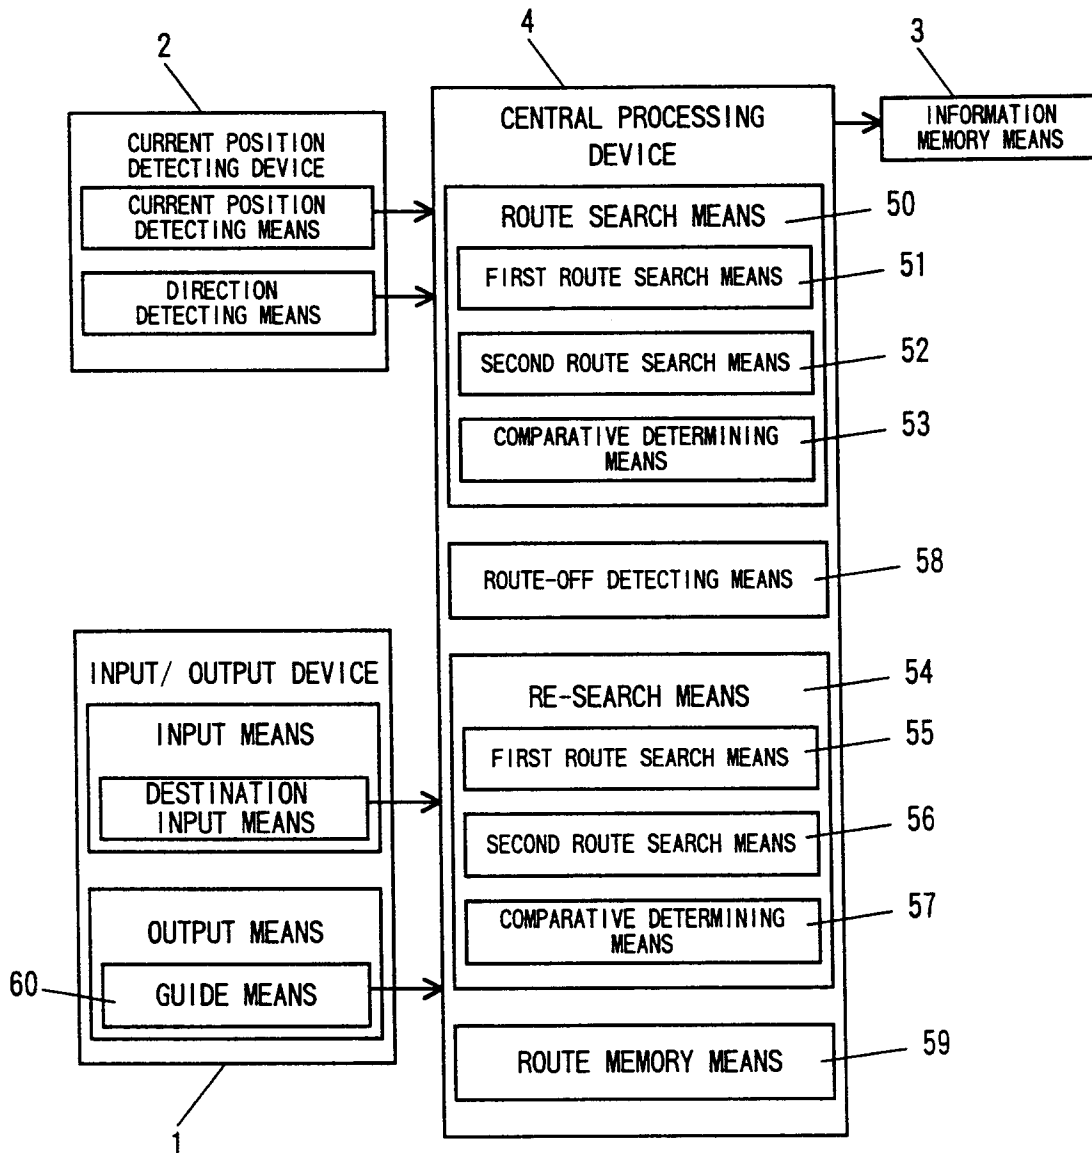 2
CURRENT POSITION
DETECTING DEVICE
CURRENT POSITION
DETECTING MEANS
DIRECTION
DETECTING MEANS
4
CENTRAL PROCESSING
DEVICE
3
INFORMATION
MEMORY MEANS
ROUTE SEARCH MEANS
50
FIRST ROUTE SEARCH MEANS
51
SECOND ROUTE SEARCH MEANS
52
COMPARATIVE DETERMINING
MEANS
53
ROUTE-OFF DETECTING MEANS
58
RE-SEARCH MEANS
54
FIRST ROUTE SEARCH MEANS
55
SECOND ROUTE SEARCH MEANS
56
COMPARATIVE DETERMINING
MEANS
57
ROUTE MEMORY MEANS
59
INPUT/ OUTPUT DEVICE
INPUT MEANS
DESTINATION
INPUT MEANS
OUTPUT MEANS
60
GUIDE MEANS
1